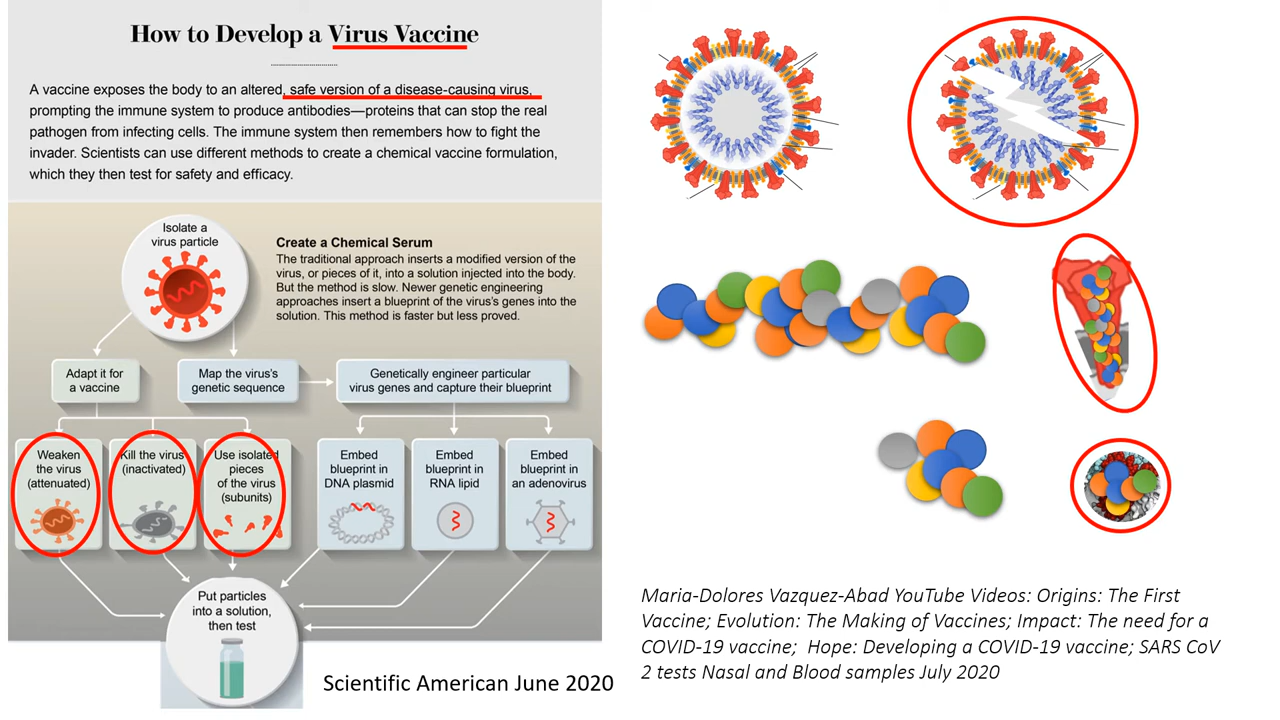 How to Develop a Virus Vaccine
A vaccine exposes the body to an altered, safe version of a disease-causing virus,
prompting the immune system to produce antibodies—proteins that can stop the real
pathogen from infecting cells. The immune system then remembers how to fight the
invader. Scientists can use different methods to create a chemical vaccine formulation,
which they then test for safety and efficacy.
Isolate a
virus particle
Create a Chemical Serum
The traditional approach inserts a modified version of the
virus, or pieces of it, into a solution injected into the body.
But the method is slow. Newer genetic engineering
approaches insert a blueprint of the virus's genes into the
solution. This method is faster but less proved.
Adapt it for
a vaccine
Map the virus's
genetic sequence
Genetically engineer particular
virus genes and capture their blueprint
Weaken
the virus
(attenuated)
Kill the virus
(inactivated)
Use isolated
pieces
of the virus
(subunits)
Embed
blueprint in
DNA plasmid
Embed
blueprint in
RNA lipid
Embed
blueprint in
an adenovirus
Put particles
into a solution,
then test
Scientific American June 2020
Maria-Dolores Vazquez-Abad YouTube Videos: Origins: The First
Vaccine; Evolution: The Making of Vaccines; Impact: The need for a
COVID-19 vaccine;  Hope: Developing a COVID-19 vaccine; SARS CoV
2 tests Nasal and Blood samples July 2020